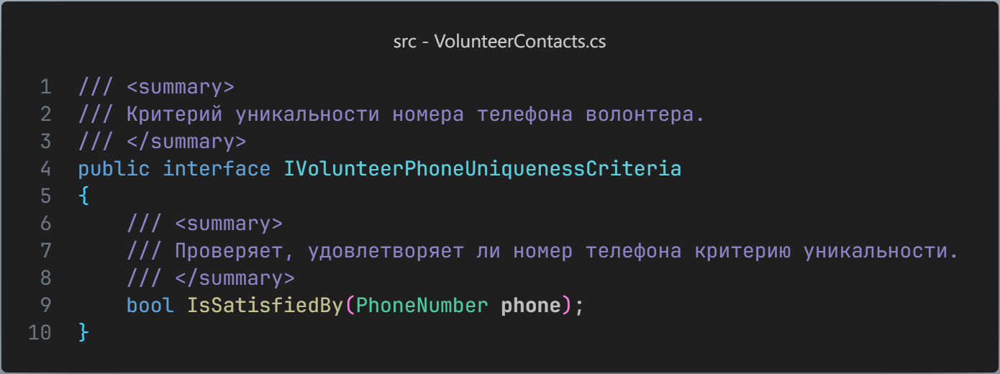 src - VolunteerContacts.cs
1 /// <summary>
2 /// Критерий уникальности номера телефона волонтера.
3 /// </summary>
4 public interface IVolunteerPhoneUniquenessCriteria
5 {
6 /// <summary>
7 /// Проверяет, удовлетворяет ли номер телефона критерию уникальности.
8 /// </summary>
9 bool IsSatisfiedBy(PhoneNumber phone);
10 }